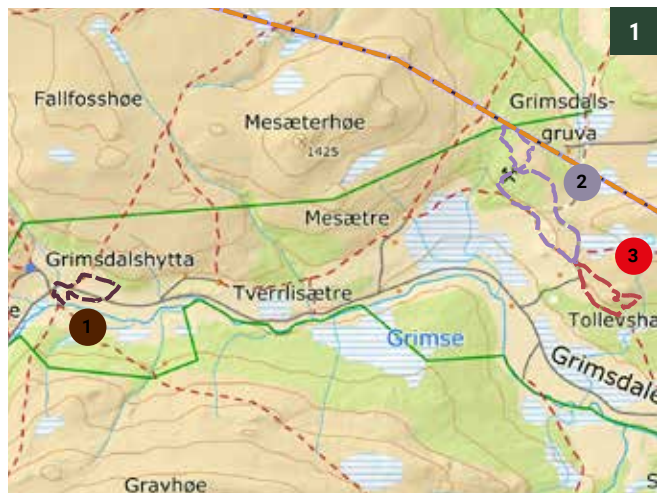 1
Fallfosshøe
Grimsdals-
gruva
Mesæterhøe
1425
2
Mesætre
Grimsdalshytta
3
Tverrlisætre
e
1
Tollevsha
Grimse
Grimsdale
Gravhøe
S